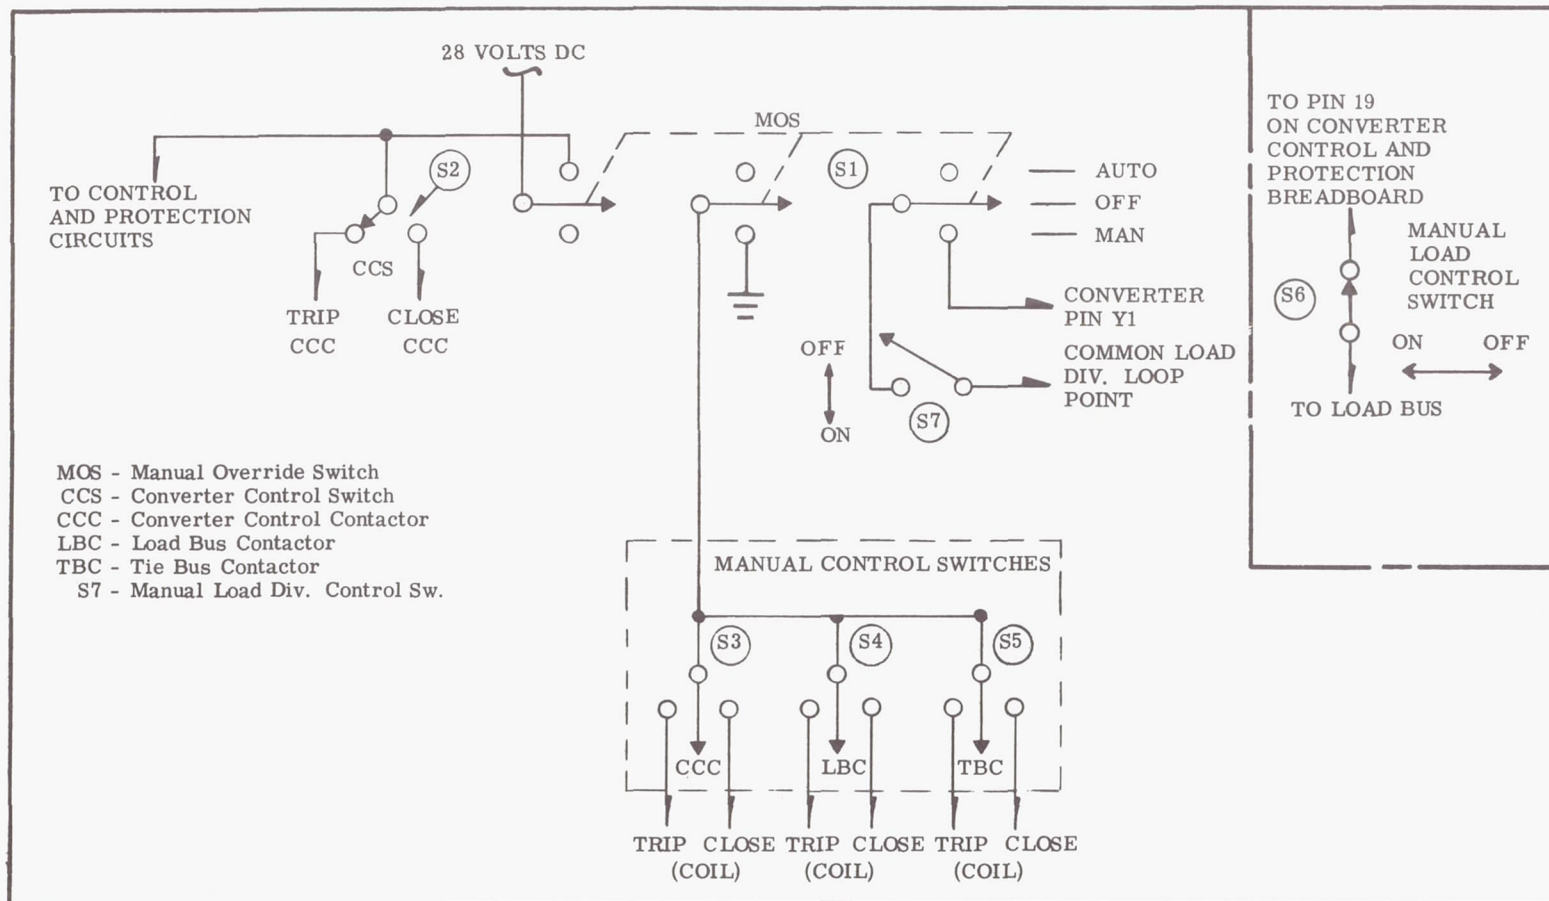 28 VOLTS DC
MOS
S2
S1
TO CONTROL
AND PROTECTION
CIRCUITS
CCS
TRIP
CCC
CLOSE
CCC
AUTO
OFF
MAN
CONVERTER
PIN Y1
COMMON LOAD
DIV. LOOP
POINT
OFF
ON
S7
TO PIN 19
ON CONVERTER
CONTROL AND
PROTECTION
BREADBOARD
MANUAL
LOAD
CONTROL
SWITCH
S6
ON OFF
TO LOAD BUS
MOS - Manual Override Switch
CCS - Converter Control Switch
CCC - Converter Control Contactor
LBC - Load Bus Contactor
TBC - Tie Bus Contactor
S7 - Manual Load Div. Control Sw.
MANUAL CONTROL SWITCHES
S3 S4 S5
CCC LBC TBC
TRIP CLOSE TRIP CLOSE TRIP CLOSE
(COIL) (COIL) (COIL)